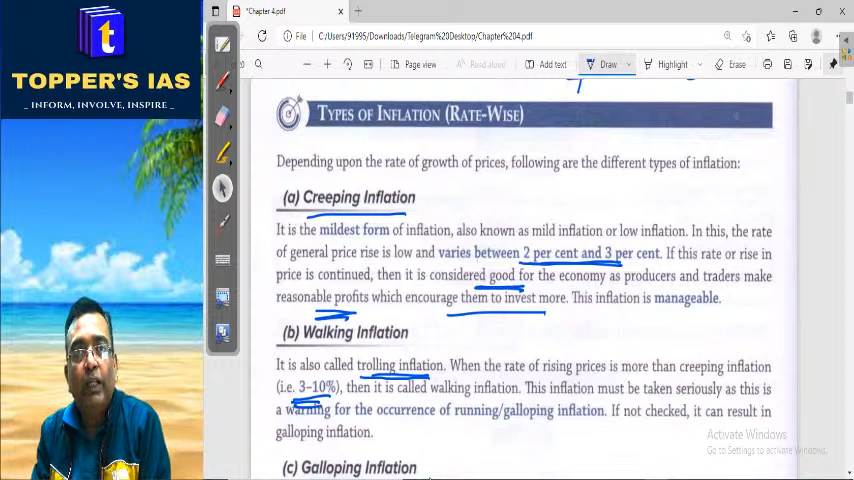 *Chapter 4.pdf
File
C:/Users/91995/Downloads/Telegram%20Desktop/Chapter%204.pdf
of 20
Page view
Read aloud
Add text
Draw
Highlight
Erase
t
TOPPER'S IAS
_ INFORM, INVOLVE, INSPIRE _
TYPES OF INFLATION (RATE-WISE)
Depending upon the rate of growth of prices, following are the different types of inflation:
(a) Creeping Inflation
It is the mildest form of inflation, also known as mild inflation or low inflation. In this, the rate
of general price rise is low and varies between 2 per cent and 3 per cent. If this rate or rise in
price is continued, then it is considered good for the economy as producers and traders make
reasonable profits which encourage them to invest more. This inflation is manageable.
(b) Walking Inflation
It is also called trolling inflation. When the rate of rising prices is more than creeping inflation
(i.e. 3–10%), then it is called walking inflation. This inflation must be taken seriously as this is
a warning for the occurrence of running/galloping inflation. If not checked, it can result in
galloping inflation.
(c) Galloping Inflation
Activate Windows
Go to Settings to activate Windows.